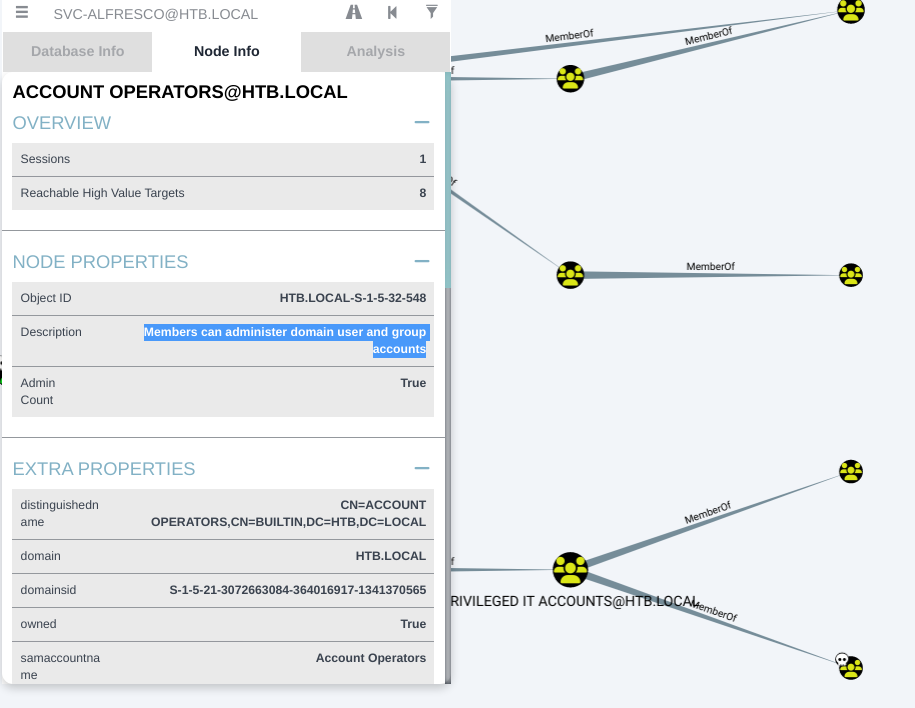 SVC-ALFRESCO@HTB.LOCAL
Database Info Node Info Analysis
ACCOUNT OPERATORS@HTB.LOCAL
OVERVIEW
Sessions 1
Reachable High Value Targets 8
NODE PROPERTIES
Object ID HTB.LOCAL-S-1-5-32-548
Description Members can administer domain user and group
accounts
Admin True
Count
EXTRA PROPERTIES
distinguishedn CN=ACCOUNT
ame OPERATORS,CN=BUILTIN,DC=HTB,DC=LOCAL
domain HTB.LOCAL
domainsid S-1-5-21-3072663084-364016917-1341370565
owned True
samaccountna Account Operators
me
MemberOf
MemberOf
MemberOf
MemberOf
RIVILEGED IT ACCOUNTS@HTB.LOCAL
MemberOf